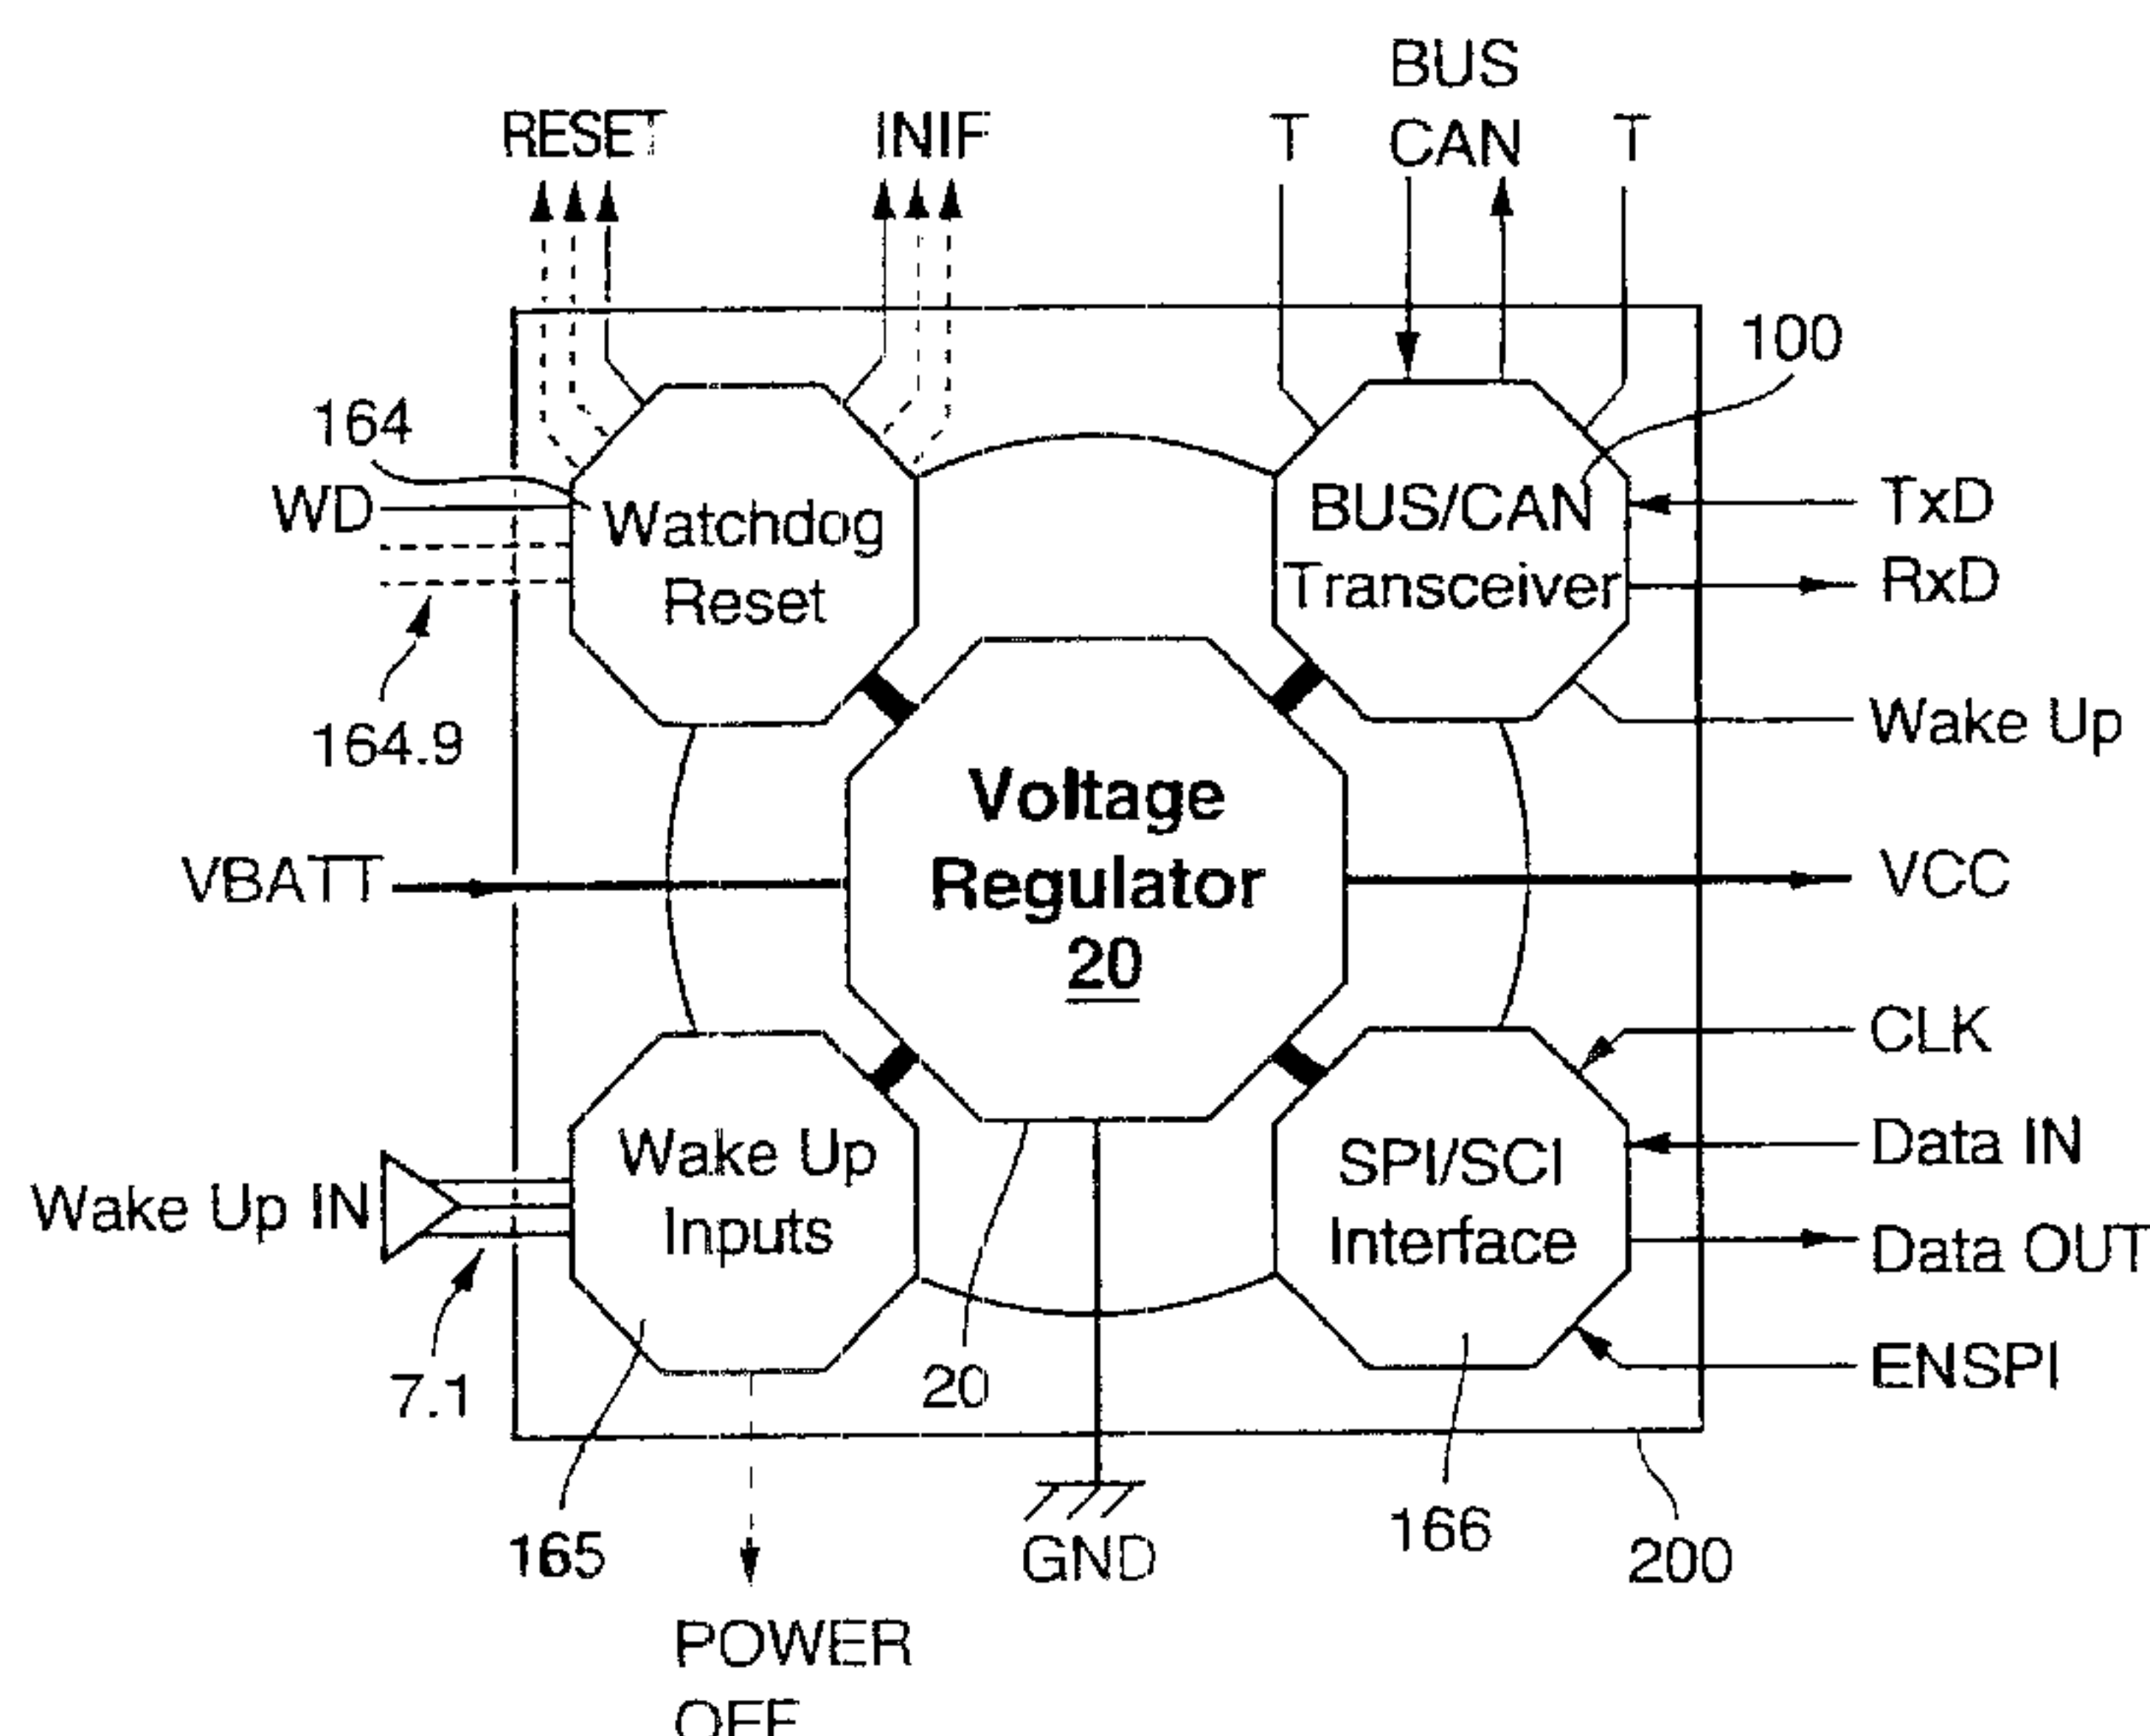 BUS
RESET
INIF
T
CAN
T
100
164
WD
Watchdog
Reset
BUS/CAN
Transceiver
TxD
RxD
164.9
Wake Up
Voltage
Regulator
20
VBATT
VCC
CLK
Wake Up IN
Wake Up
Inputs
SPI/SCI
Interface
Data IN
Data OUT
ENSPI
7.1
20
165
GND
166
200
POWER
OFF